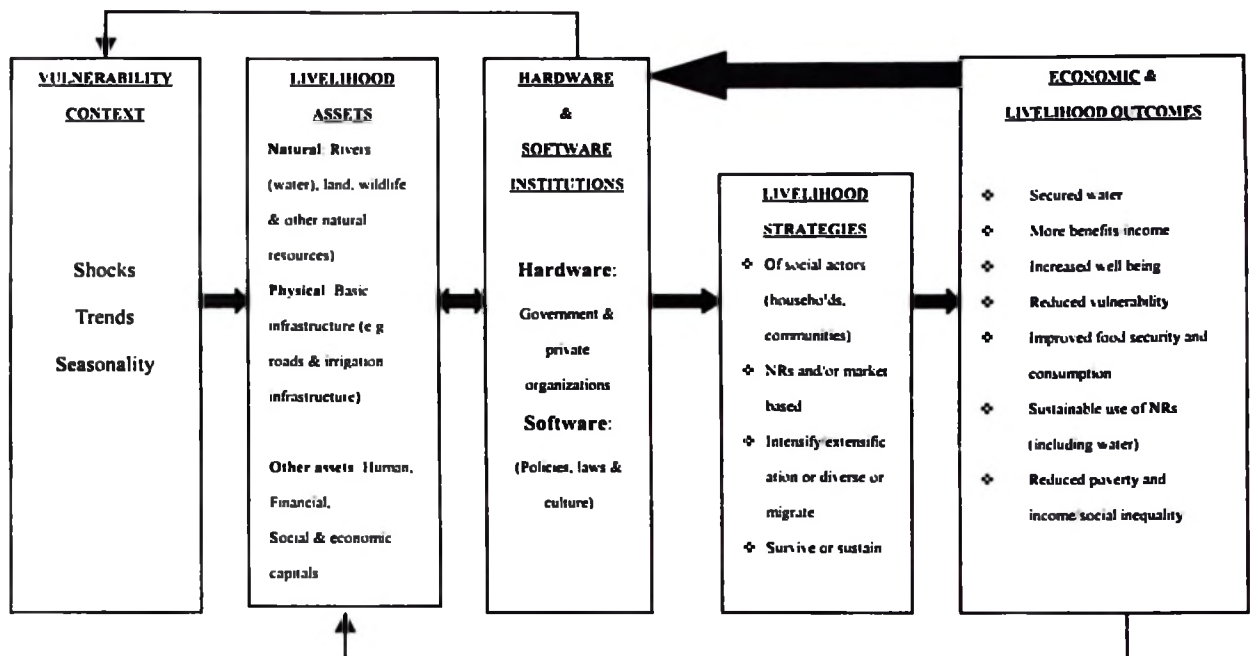 VULNERABILITY
CONTEXT
Shocks
Trends
Seasonality
LIVELIHOOD
ASSETS
Natural: Rivers
(water), land, wildlife
& other natural
resources)
Physical Basic
infrastructure (e g
roads & irrigation
infrastructure)
Other assets Human,
Financial,
Social & economic
capitals
HARDWARE
&
SOFTWARE
INSTITUTIONS
Hardware:
Government &
private
organizations
Software:
(Policies, laws &
culture)
LIVELIHOOD
STRATEGIES
❖ Of social actors
(households,
communities)
❖ NRs and/or market
based
❖ Intensify/extensific
ation or diverse or
migrate
❖ Survive or sustain
ECONOMIC &
LIVELIHOOD OUTCOMES
❖ Secured water
❖ More benefits income
❖ Increased well being
❖ Reduced vulnerability
❖ Improved food security and
consumption
❖ Sustainable use of NRs
(including water)
❖ Reduced poverty and
income/social inequality